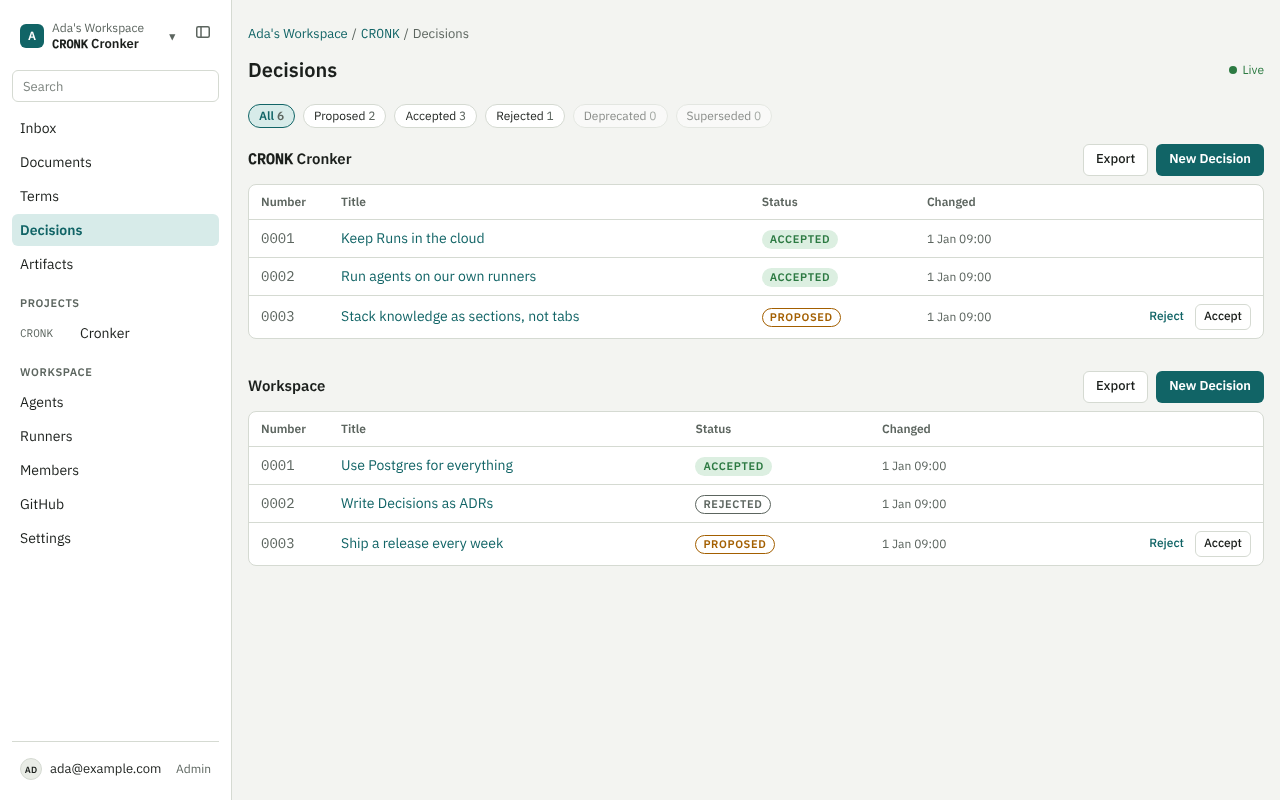 A
Ada's Workspace
CRONK Cronker
▾
Search
Inbox
Documents
Terms
Decisions
Artifacts
PROJECTS
CRONK Cronker
WORKSPACE
Agents
Runners
Members
GitHub
Settings
AD ada@example.com Admin
Ada's Workspace / CRONK / Decisions
Decisions
Live
All 6 Proposed 2 Accepted 3 Rejected 1 Deprecated 0 Superseded 0
CRONK Cronker Export New Decision
Number Title Status Changed
0001 Keep Runs in the cloud ACCEPTED 1 Jan 09:00
0002 Run agents on our own runners ACCEPTED 1 Jan 09:00
0003 Stack knowledge as sections, not tabs PROPOSED 1 Jan 09:00 Reject Accept
Workspace Export New Decision
Number Title Status Changed
0001 Use Postgres for everything ACCEPTED 1 Jan 09:00
0002 Write Decisions as ADRs REJECTED 1 Jan 09:00
0003 Ship a release every week PROPOSED 1 Jan 09:00 Reject Accept